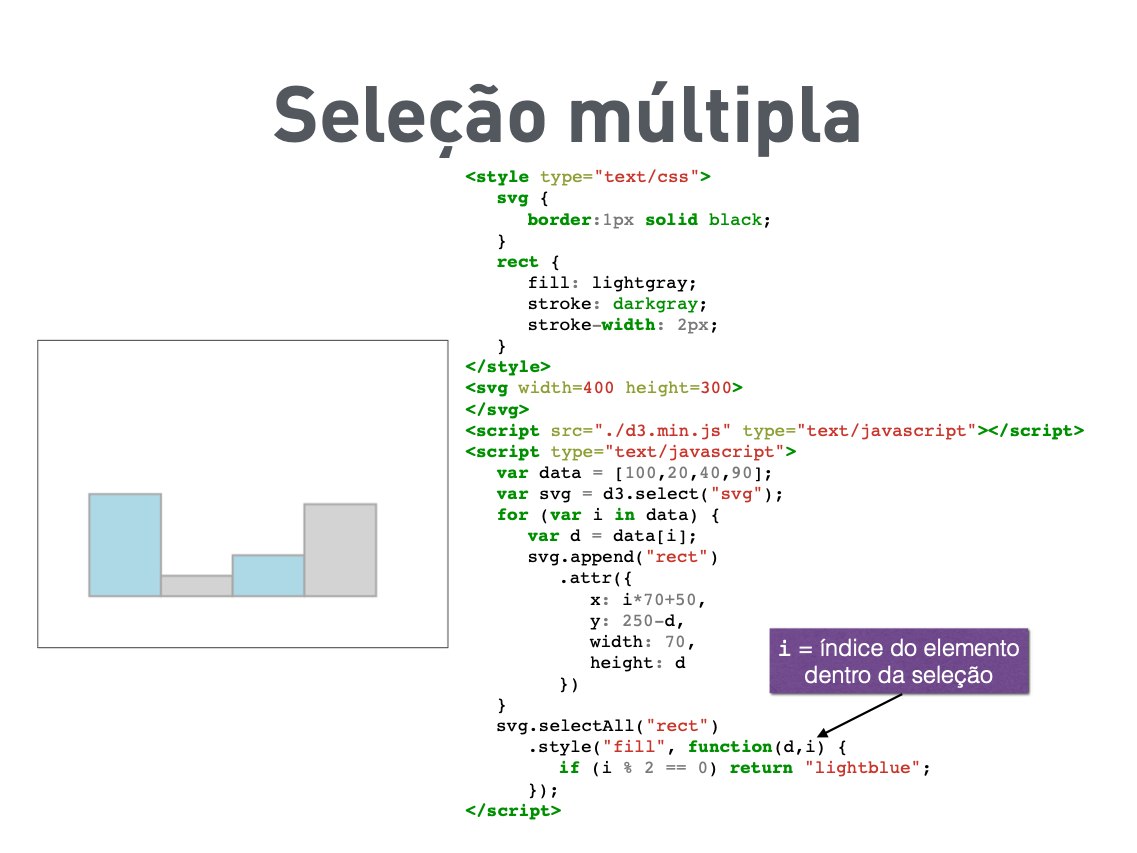 Seleção múltipla
<style type="text/css">
svg {
border:1px solid black;
}
rect {
fill: lightgray;
stroke: darkgray;
stroke-width: 2px;
}
</style>
<svg width=400 height=300>
</svg>
<script src="./d3.min.js" type="text/javascript"></script>
<script type="text/javascript">
var data = [100,20,40,90];
var svg = d3.select("svg");
for (var i in data) {
var d = data[i];
svg.append("rect")
.attr({
x: i*70+50,
y: 250-d,
width: 70,
height: d
})
}
svg.selectAll("rect")
.style("fill", function(d,i) {
if (i % 2 == 0) return "lightblue";
});
</script>
i = índice do elemento
dentro da seleção